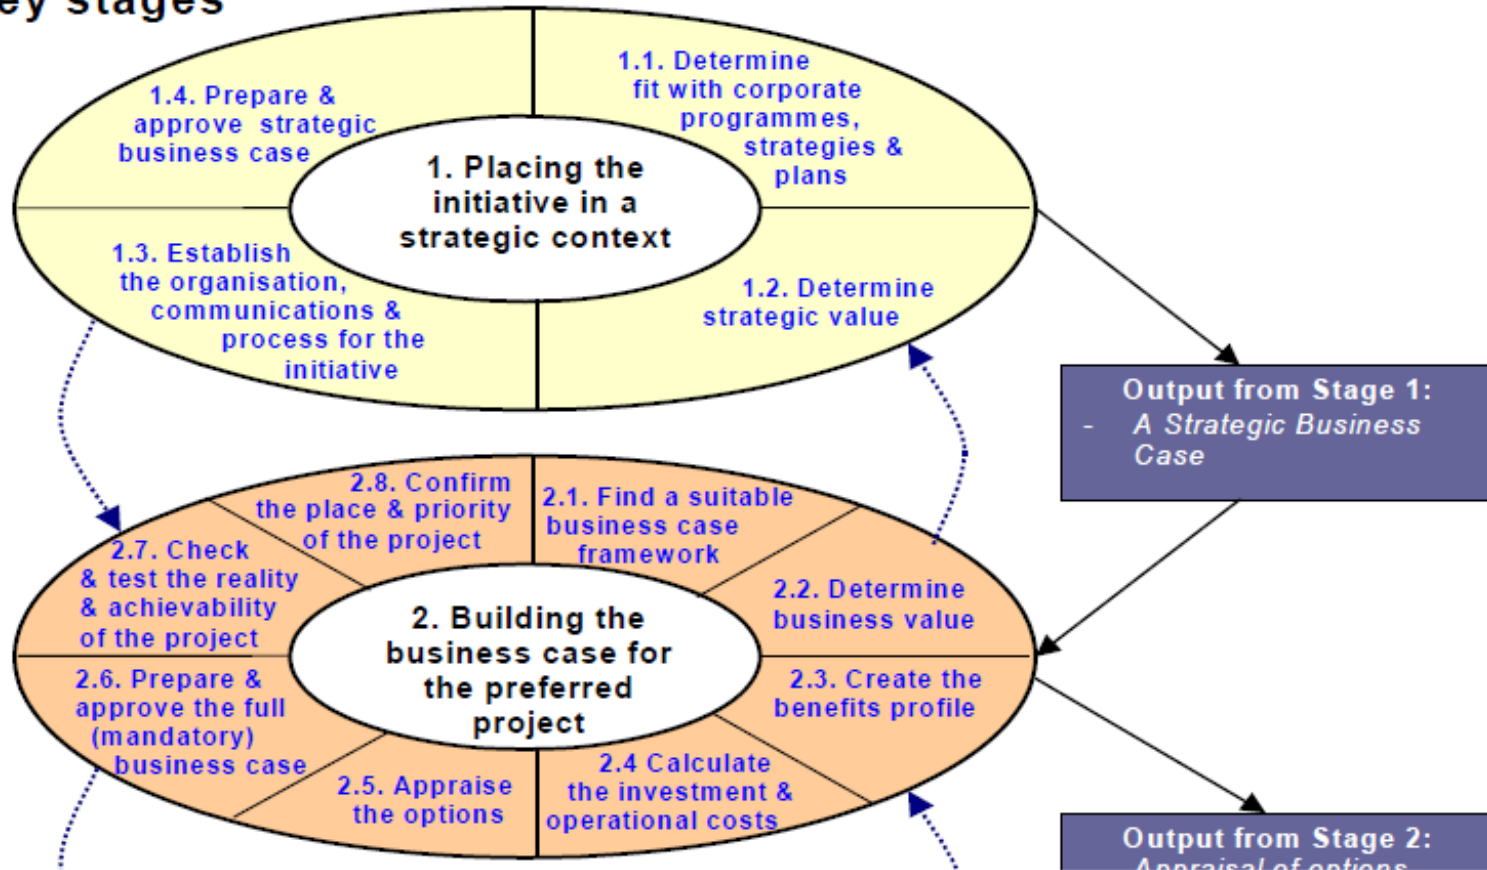 ey stages
1.1. Determine
fit with corporate
programmes,
strategies &
plans
1.2. Determine
strategic value
1.3. Establish
the organisation,
communications &
process for the
initiative
1.4. Prepare &
approve strategic
business case
1. Placing the
initiative in a
strategic context
Output from Stage 1:
- A Strategic Business
Case
2.1. Find a suitable
business case
framework
2.2. Determine
business value
2.3. Create the
benefits profile
2.4 Calculate
the investment &
operational costs
2.5. Appraise
the options
2.6. Prepare &
approve the full
(mandatory)
business case
2.7. Check
& test the reality
& achievability
of the project
2.8. Confirm
the place & priority
of the project
2. Building the
business case for
the preferred
project
Output from Stage 2:
Appraisal of options